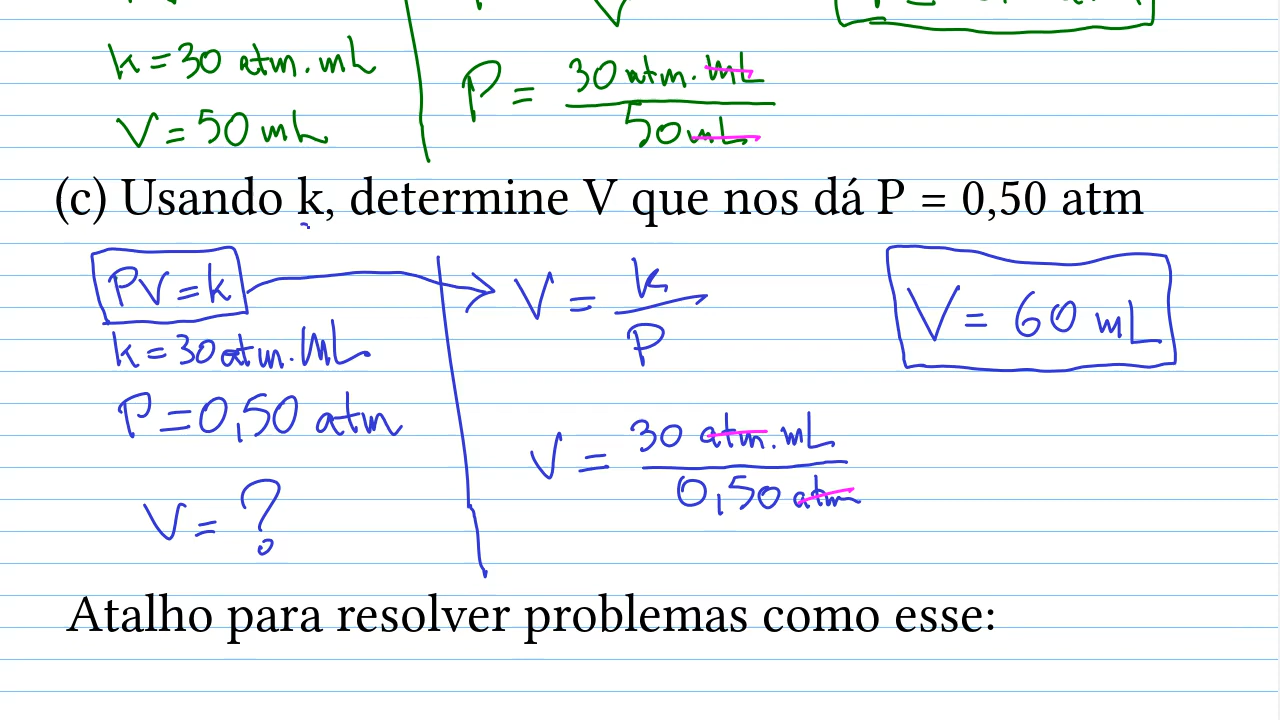 k = 30 atm.mL
V = 50 mL
P = 30 atm.mL / 50 mL
(c) Usando k, determine V que nos dá P = 0,50 atm
PV = k
k = 30 atm.mL
P = 0,50 atm
V = ?
V = k / P
V = 30 atm.mL / 0,50 atm
V = 60 mL
Atalho para resolver problemas como esse: